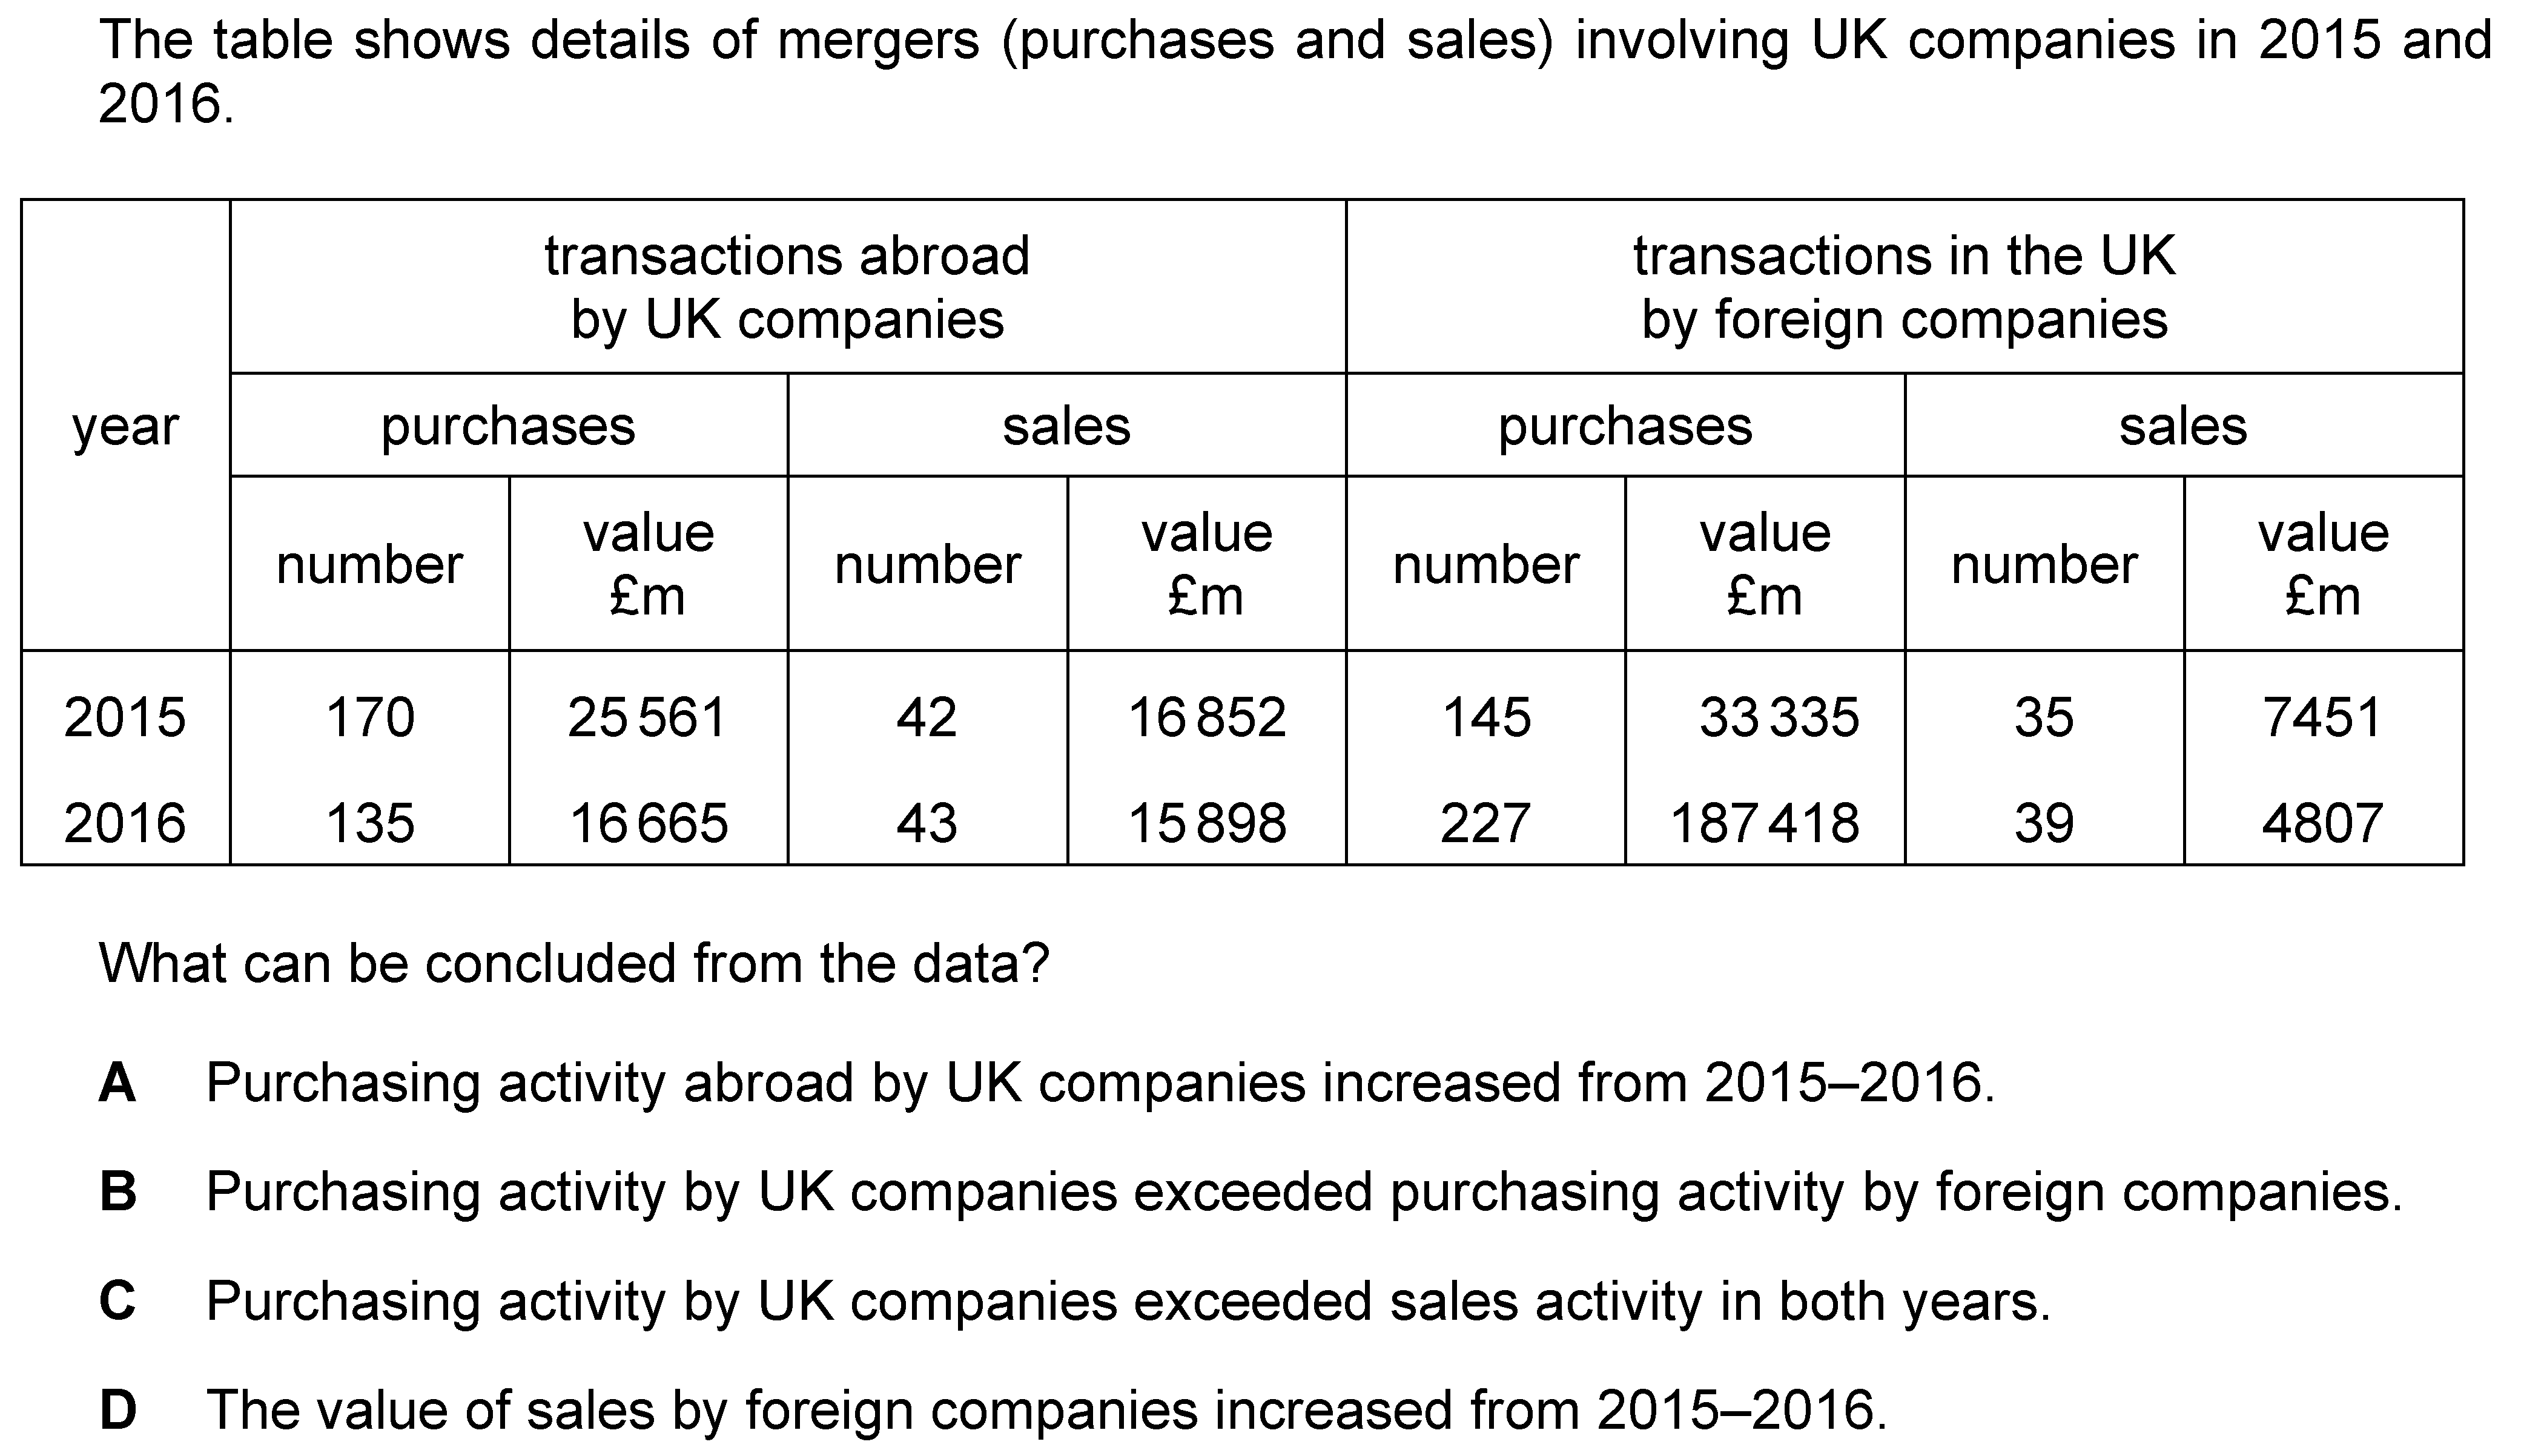 The table shows details of mergers (purchases and sales) involving UK companies in 2015 and
2016.
transactions abroad
by UK companies
transactions in the UK
by foreign companies
year
purchases sales purchases sales
number value £m number value £m number value £m number value £m
2015 170 25 561 42 16 852 145 33 335 35 7451
2016 135 16 665 43 15 898 227 187 418 39 4807
What can be concluded from the data?
A Purchasing activity abroad by UK companies increased from 2015–2016.
B Purchasing activity by UK companies exceeded purchasing activity by foreign companies.
C Purchasing activity by UK companies exceeded sales activity in both years.
D The value of sales by foreign companies increased from 2015–2016.